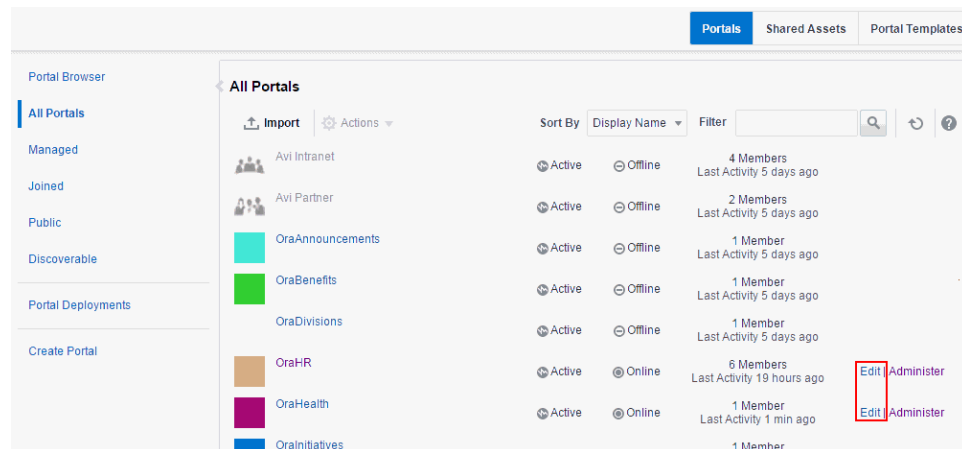 Portals Shared Assets Portal Templates
Portal Browser
All Portals
Managed
Joined
Public
Discoverable
Portal Deployments
Create Portal
All Portals
Import Actions Sort By Display Name Filter
Avi Intranet Active Offline 4 Members
Last Activity 5 days ago
Avi Partner Active Offline 2 Members
Last Activity 5 days ago
OraAnnouncements Active Offline 1 Member
Last Activity 5 days ago
OraBenefits Active Offline 1 Member
Last Activity 5 days ago
OraDivisions Active Offline 1 Member
Last Activity 5 days ago
OraHR Active Online 6 Members Edit | Administer
Last Activity 19 hours ago
OraHealth Active Online 1 Member Edit | Administer
Last Activity 1 min ago
OraInitiatives 1 Member